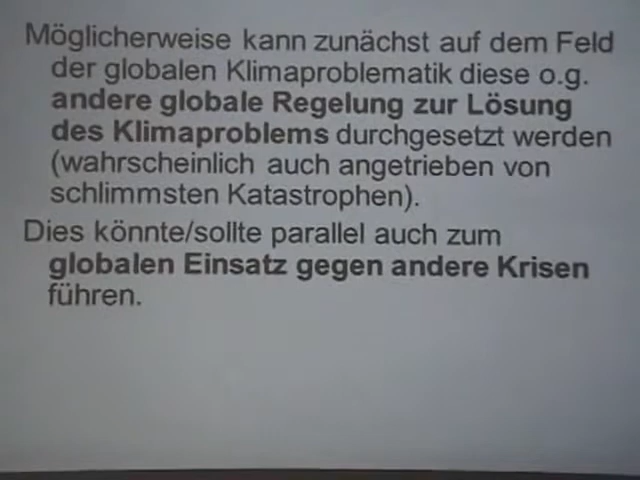 Möglicherweise kann zunächst auf dem Feld
der globalen Klimaproblematik diese o.g.
andere globale Regelung zur Lösung
des Klimaproblems durchgesetzt werden
(wahrscheinlich auch angetrieben von
schlimmsten Katastrophen).
Dies könnte/sollte parallel auch zum
globalen Einsatz gegen andere Krisen
führen.